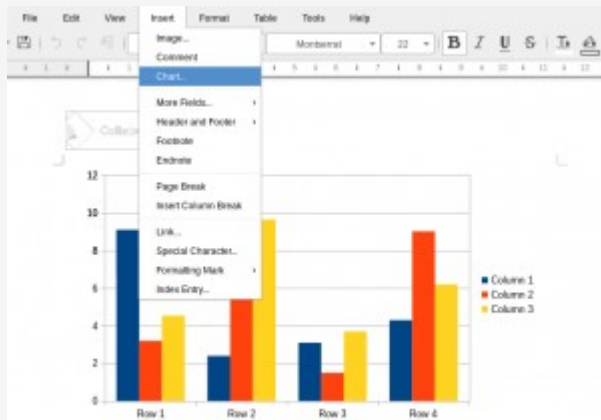 File Edit View Insert Format Table Tools Help
Montserrat 22 B I U S
Image...
Comment
Chart...
More Fields...
Header and Footer
Footnote
Endnote
Page Break
Insert Column Break
Link...
Special Character...
Formatting Mark
Index Entry...
12
10
8
6
4
2
0
Row 1 Row 2 Row 3 Row 4
Column 1
Column 2
Column 3